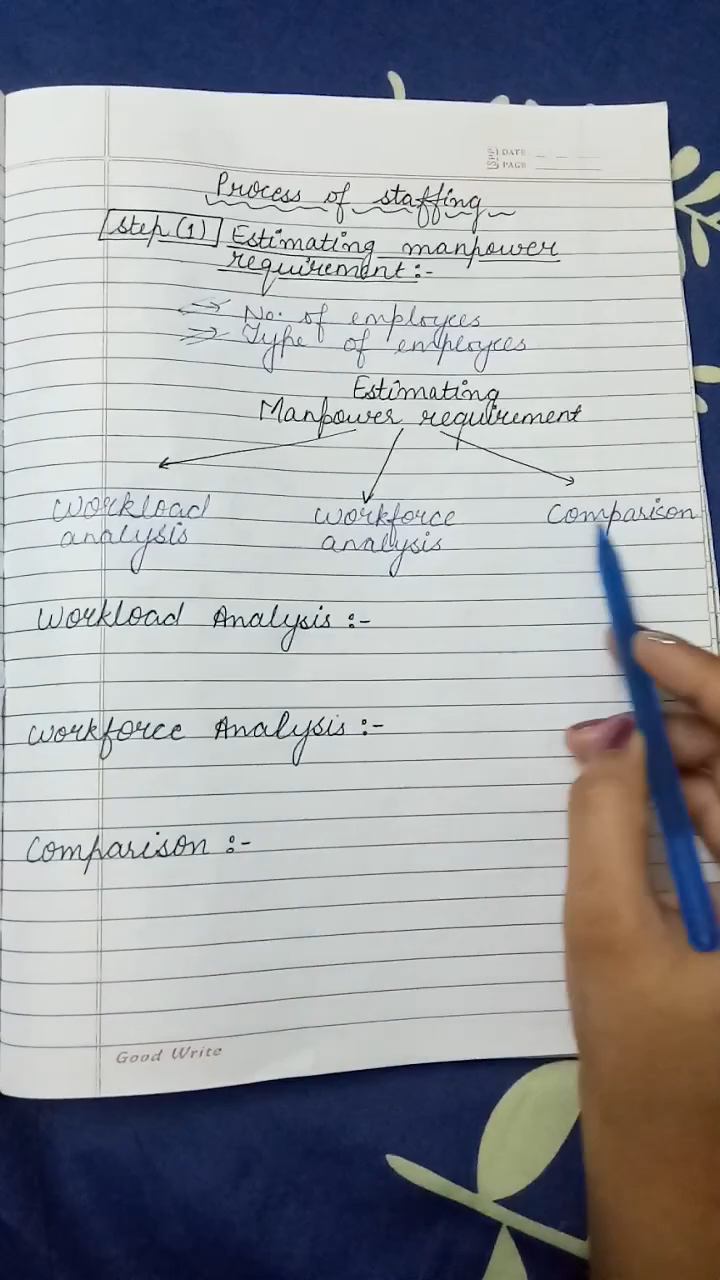 DATE
PAGE
Process of staffing
Step (1) Estimating manpower
requirement :-
=> No. of employees
=> Type of employees
Estimating
Manpower requirement
Workload
analysis
Workforce
analysis
Comparison
Workload Analysis :-
Workforce Analysis :-
Comparison :-
Good Write